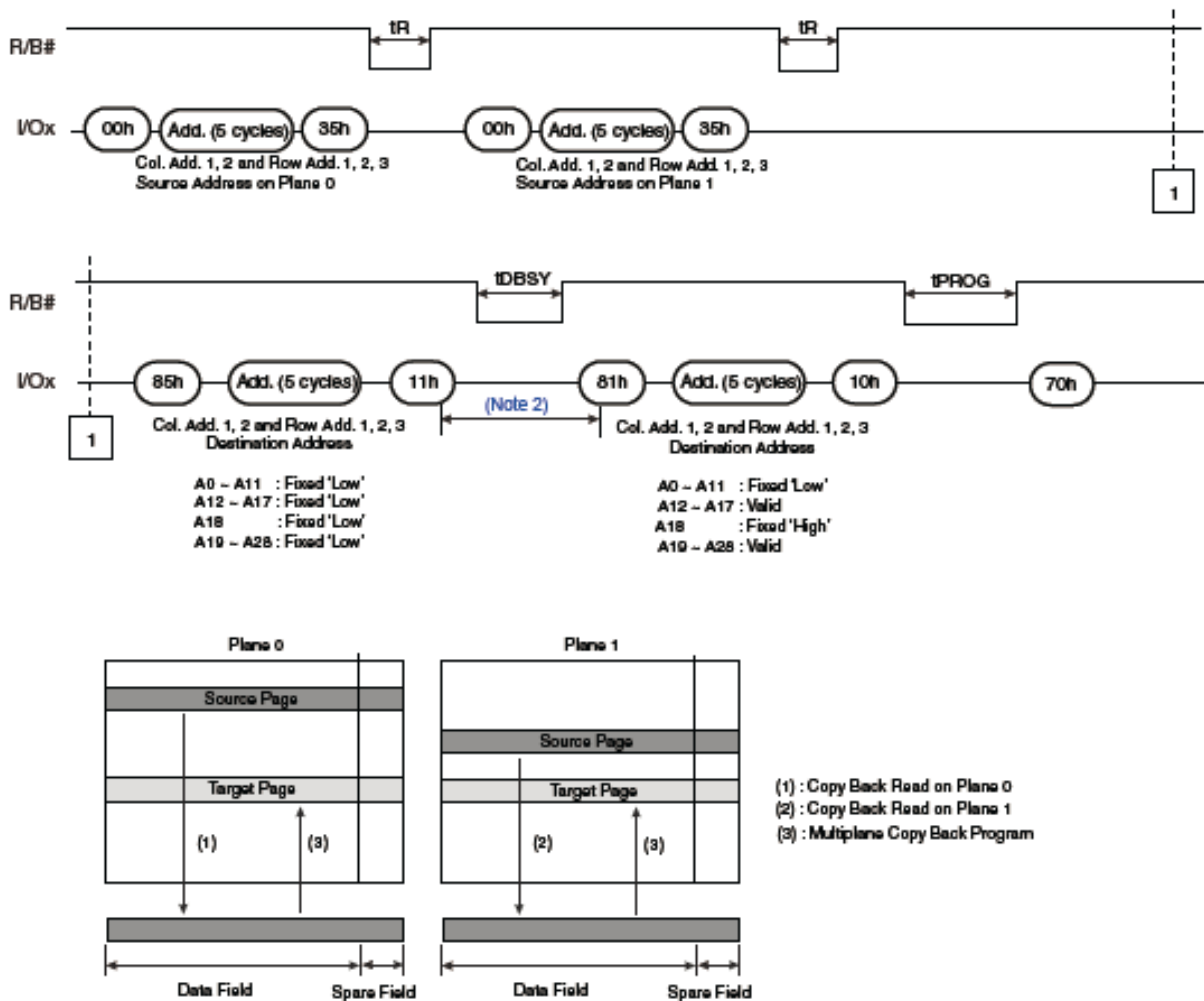 tR
tR
R/B#
I/Ox
00h
Add. (5 cycles)
35h
00h
Add. (5 cycles)
35h
Col. Add. 1, 2 and Row Add. 1, 2, 3
Source Address on Plane 0
Col. Add. 1, 2 and Row Add. 1, 2, 3
Source Address on Plane 1
1
tDBSY
tPROG
R/B#
I/Ox
85h
Add. (5 cycles)
11h
81h
Add. (5 cycles)
10h
70h
(Note 2)
1
Col. Add. 1, 2 and Row Add. 1, 2, 3
Destination Address
Col. Add. 1, 2 and Row Add. 1, 2, 3
Destination Address
A0 ~ A11 : Fixed 'Low'
A12 ~ A17 : Fixed 'Low'
A18 : Fixed 'Low'
A19 ~ A28 : Fixed 'Low'
A0 ~ A11 : Fixed 'Low'
A12 ~ A17 : Valid
A18 : Fixed 'High'
A19 ~ A28 : Valid
Plane 0
Plane 1
Source Page
Source Page
Target Page
Target Page
(1)
(3)
(2)
(3)
(1) : Copy Back Read on Plane 0
(2) : Copy Back Read on Plane 1
(3) : Multiplane Copy Back Program
Data Field
Spare Field
Data Field
Spare Field